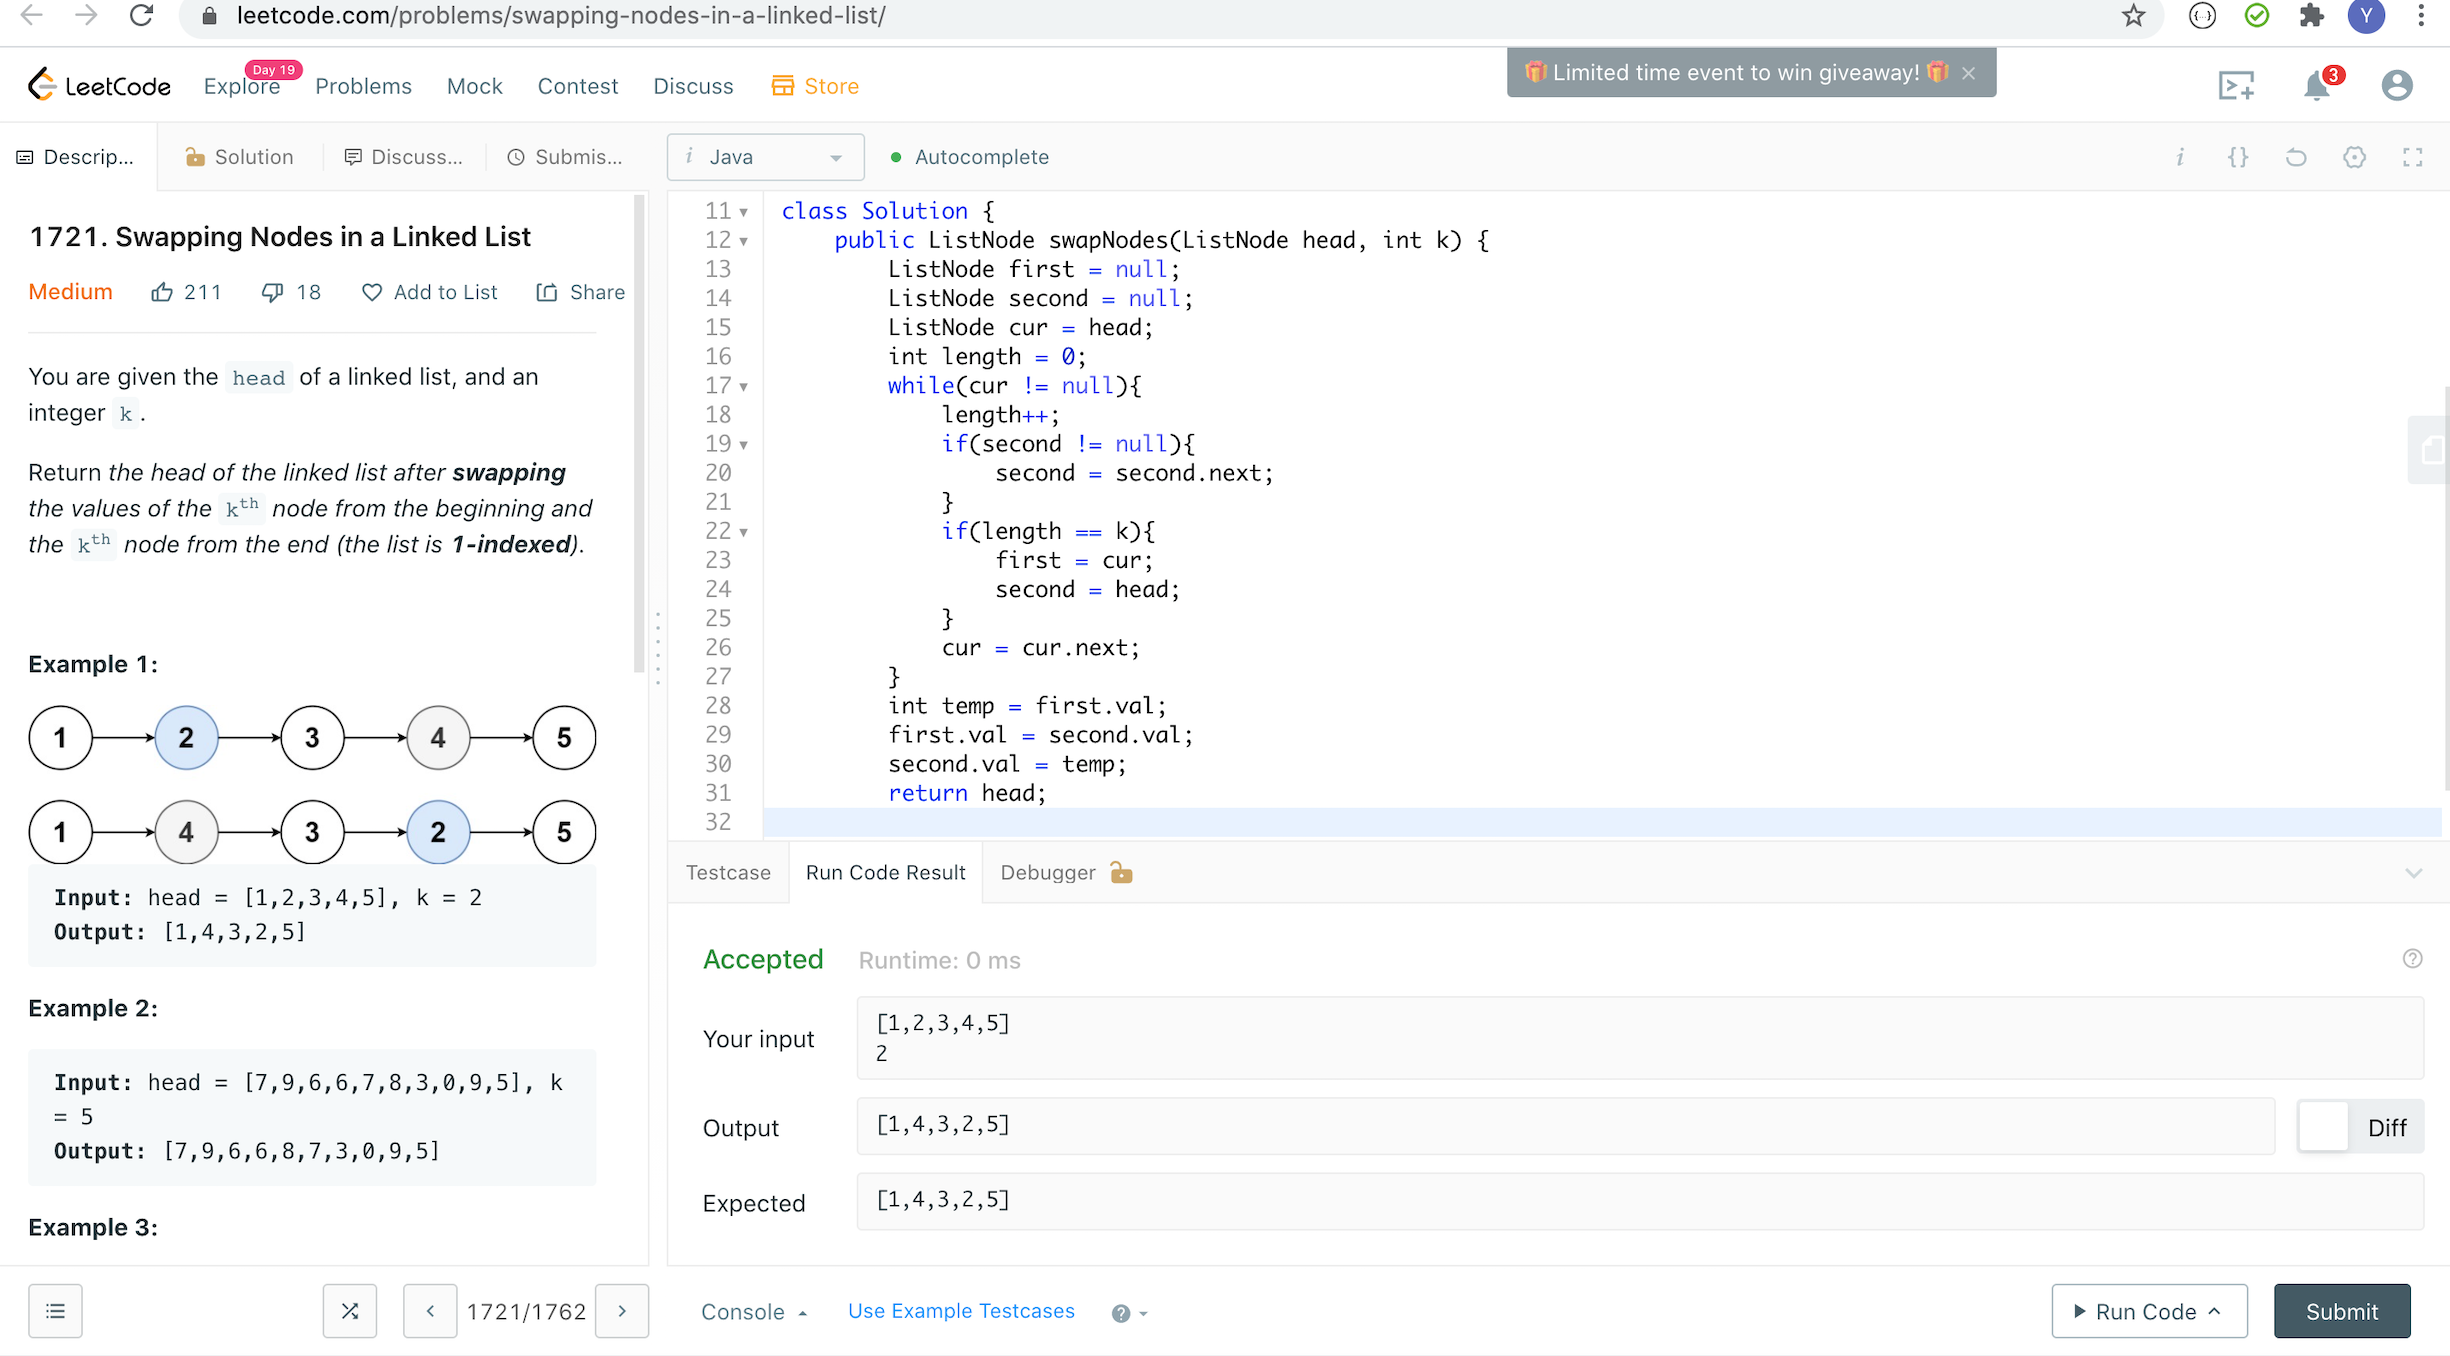 leetcode.com/problems/swapping-nodes-in-a-linked-list/
Y
LeetCode
Explore
Day 19
Problems
Mock
Contest
Discuss
Store
Limited time event to win giveaway!
3
Descrip...
Solution
Discuss...
Submis...
i Java
Autocomplete
i {}
1721. Swapping Nodes in a Linked List
Medium 211 18 Add to List Share
You are given the head of a linked list, and an
integer k .
Return the head of the linked list after swapping
the values of the kth node from the beginning and
the kth node from the end (the list is 1-indexed).
Example 1:
1 2 3 4 5
1 4 3 2 5
Input: head = [1,2,3,4,5], k = 2
Output: [1,4,3,2,5]
Example 2:
Input: head = [7,9,6,6,7,8,3,0,9,5], k
= 5
Output: [7,9,6,6,8,7,3,0,9,5]
Example 3:
11 class Solution {
12 public ListNode swapNodes(ListNode head, int k) {
13 ListNode first = null;
14 ListNode second = null;
15 ListNode cur = head;
16 int length = 0;
17 while(cur != null){
18 length++;
19 if(second != null){
20 second = second.next;
21 }
22 if(length == k){
23 first = cur;
24 second = head;
25 }
26 cur = cur.next;
27 }
28 int temp = first.val;
29 first.val = second.val;
30 second.val = temp;
31 return head;
32
Testcase
Run Code Result
Debugger
Accepted Runtime: 0 ms
?
Your input
[1,2,3,4,5]
2
Output
[1,4,3,2,5]
Diff
Expected
[1,4,3,2,5]
< 1721/1762 >
Console
Use Example Testcases
?
Run Code
Submit